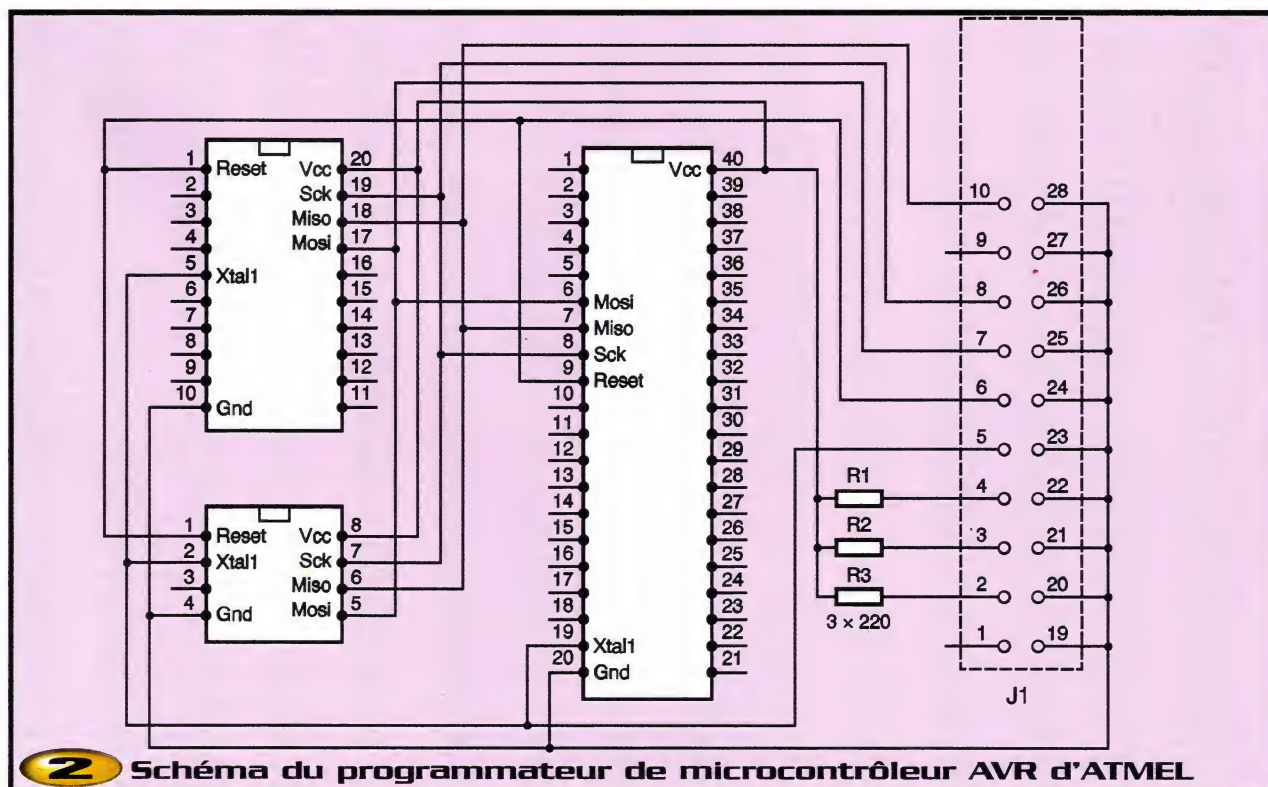 1 Reset Vcc 20
2 Sck 19
3 Miso 18
4 Mosi 17
5 Xtal1 16
6 15
7 14
8 13
9 12
10 Gnd 11
1 Reset Vcc 8
2 Xtal1 Sck 7
3 Miso 6
4 Gnd Mosi 5
1 Vcc 40
2 39
3 38
4 37
5 36
6 Mosi 35
7 Miso 34
8 Sck 33
9 Reset 32
10 31
11 30
12 29
13 28
14 27
15 26
16 25
17 24
18 23
19 Xtal1 22
20 Gnd 21
R1
R2
R3
3 × 220
10 28
9 27
8 26
7 25
6 24
5 23
4 22
3 21
2 20
1 19
J1
2 Schéma du programmateur de microcontrôleur AVR d'ATMEL